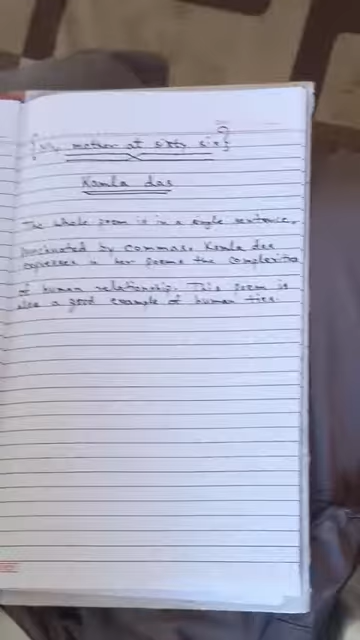 { My mother at sixty six }
Kamla das
The whole poem is in a single sentence,
punctuated by commas. Kamla das
expresses in her poems the complexities
of human relationship. This poem is
also a good example of human ties.